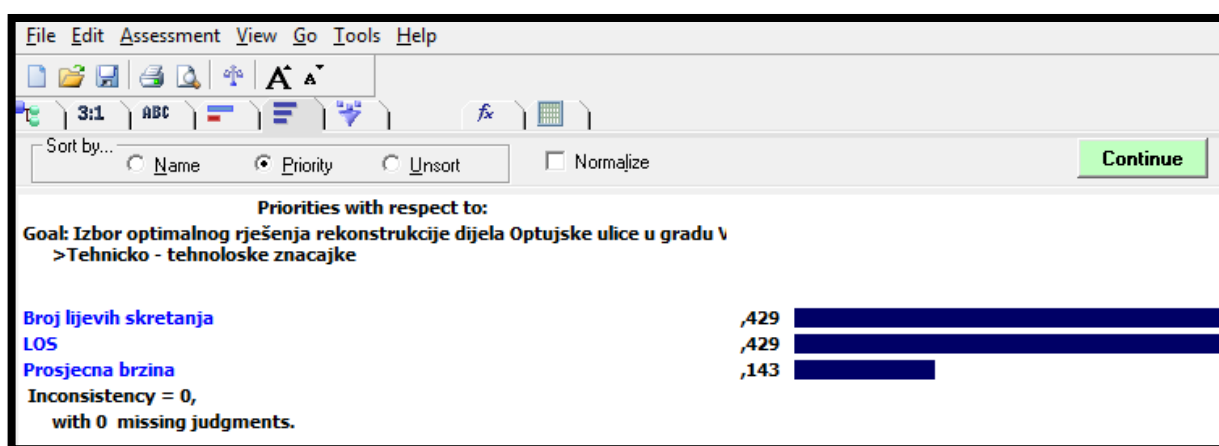 File Edit Assessment View Go Tools Help
A A
3:1 ABC fx
Sort by... Name Priority Unsort Normalize Continue
Priorities with respect to:
Goal: Izbor optimalnog rješenja rekonstrukcije dijela Optujske ulice u gradu V
>Tehnicko - tehnoloske znacajke
Broj lijevih skretanja ,429
LOS ,429
Prosjecna brzina ,143
Inconsistency = 0,
with 0 missing judgments.